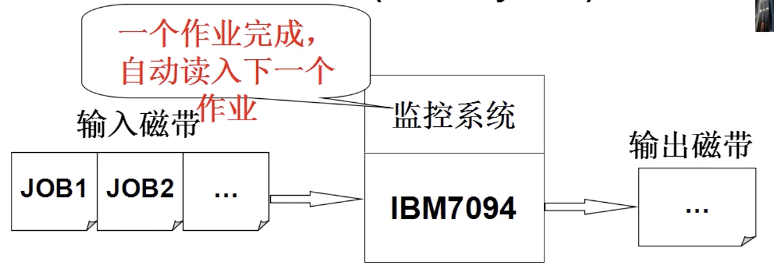 一个作业完成，
自动读入下一个
作业
输入磁带
监控系统
输出磁带
JOB1
JOB2
...
IBM7094
...